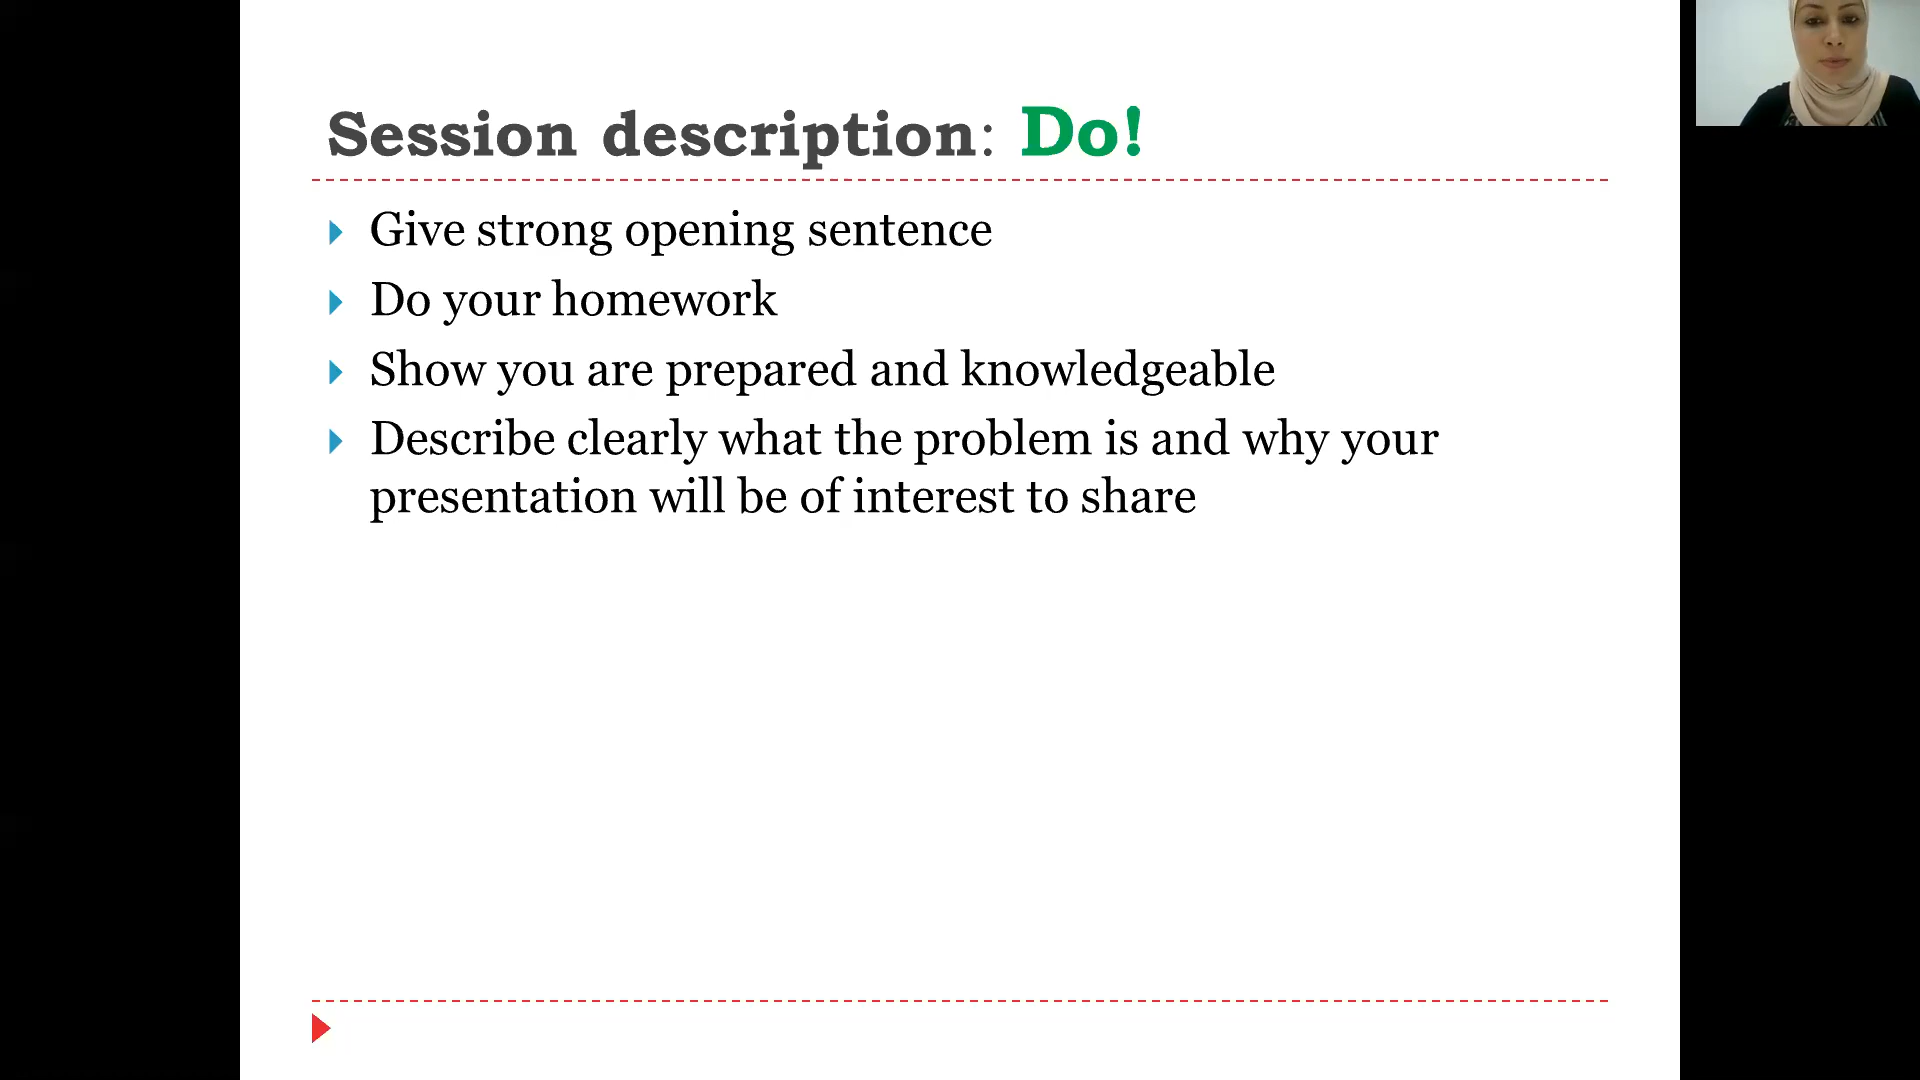 Session description: Do!
Give strong opening sentence
Do your homework
Show you are prepared and knowledgeable
Describe clearly what the problem is and why your
presentation will be of interest to share